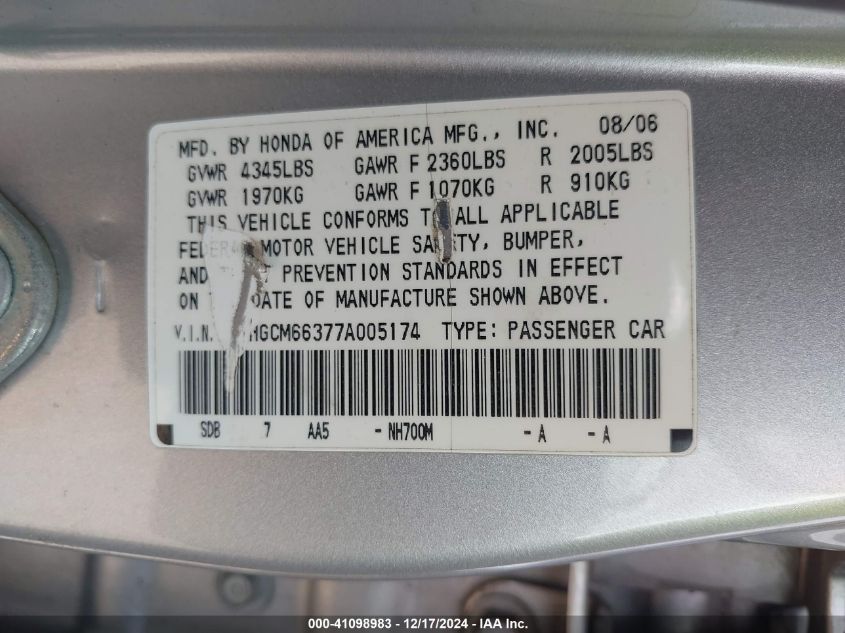 MFD. BY HONDA OF AMERICA MFG., INC. 08/06
GVWR 4345LBS GAWR F 2360LBS R 2005LBS
GVWR 1970KG GAWR F 1070KG R 910KG
THIS VEHICLE CONFORMS TO ALL APPLICABLE
FEDERAL MOTOR VEHICLE SAFETY, BUMPER,
AND PREVENTION STANDARDS IN EFFECT
ON DATE OF MANUFACTURE SHOWN ABOVE.
V.I.N. HGCM66377A005174 TYPE: PASSENGER CAR
SDB 7 AA5 - NH700M - A - A
000-41098983 - 12/17/2024 - IAA Inc.